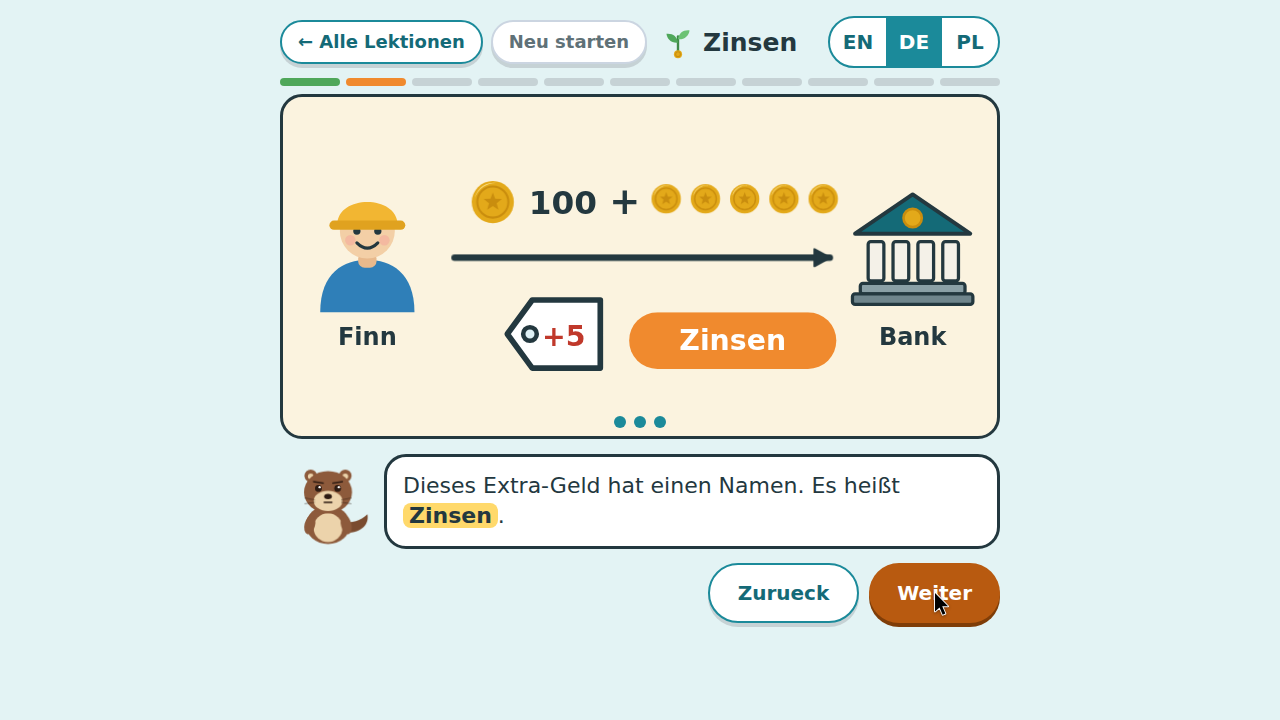 ← Alle Lektionen
Neu starten
Zinsen
EN DE PL
100 +
+5
Zinsen
Finn
Bank
Dieses Extra-Geld hat einen Namen. Es heißt
Zinsen.
Zurueck
Weiter